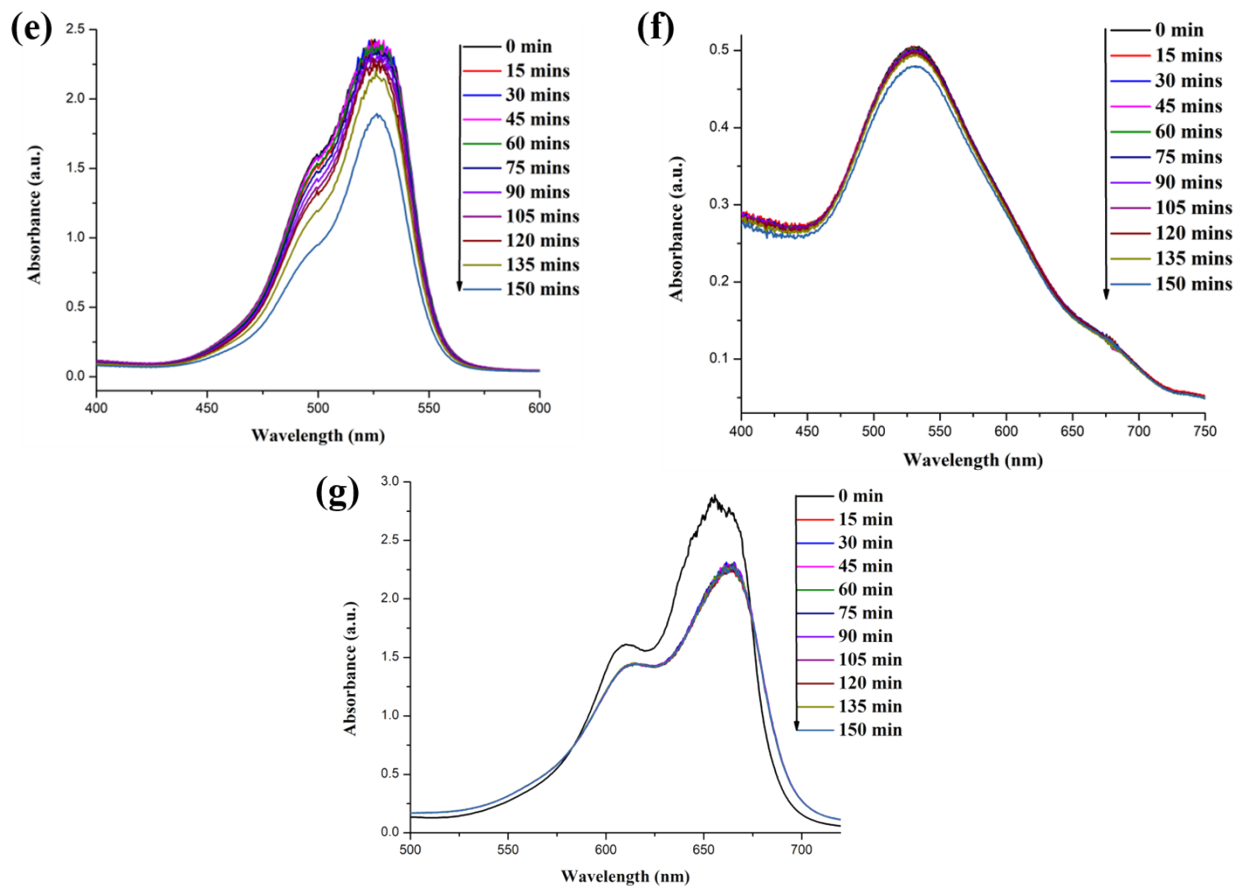 (e)
2.5
2.0
1.5
1.0
0.5
0.0
400 450 500 550 600
Absorbance (a.u.)
Wavelength (nm)
0 min
15 mins
30 mins
45 mins
60 mins
75 mins
90 mins
105 mins
120 mins
135 mins
150 mins
(f)
0.5
0.4
0.3
0.2
0.1
400 450 500 550 600 650 700 750
Absorbance (a.u.)
Wavelength (nm)
0 min
15 mins
30 mins
45 mins
60 mins
75 mins
90 mins
105 mins
120 mins
135 mins
150 mins
(g)
3.0
2.5
2.0
1.5
1.0
0.5
0.0
500 550 600 650 700
Absorbance (a.u.)
Wavelength (nm)
0 min
15 min
30 min
45 min
60 min
75 min
90 min
105 min
120 min
135 min
150 min